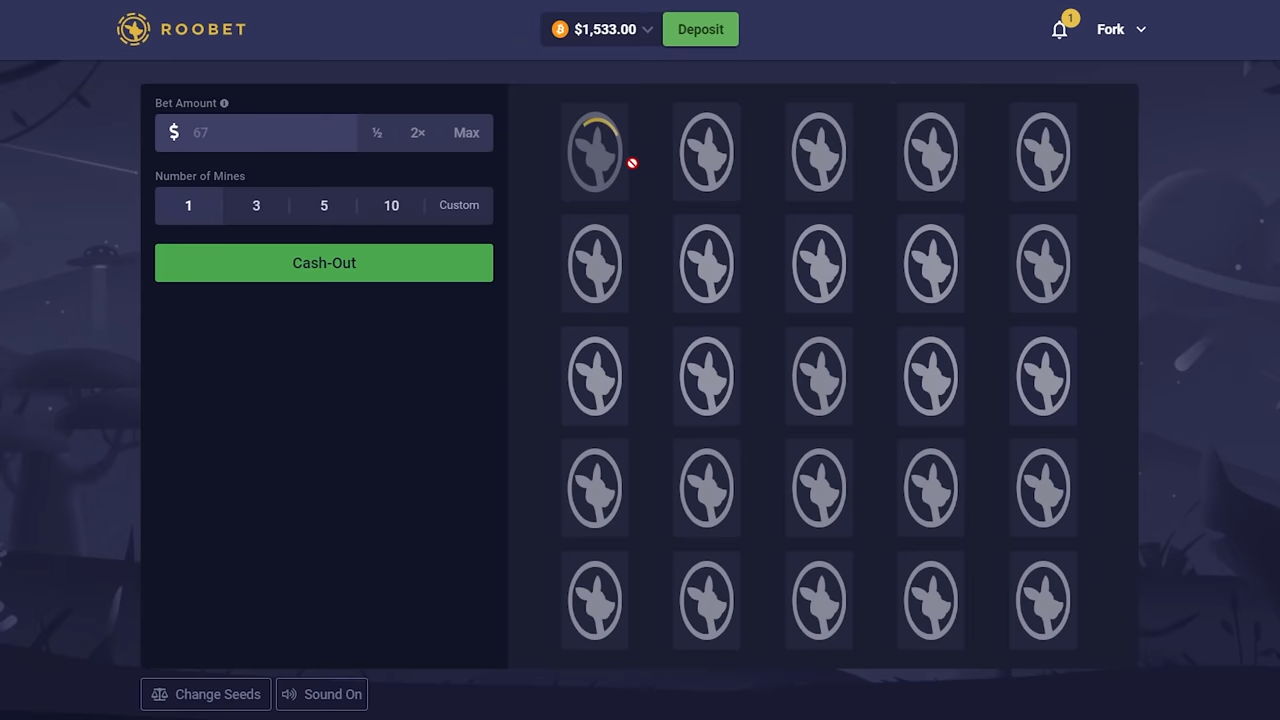 ROOBET
$1,533.00
Deposit
1
Fork
Bet Amount
$ 67 ½ 2× Max
Number of Mines
1 3 5 10 Custom
Cash-Out
Change Seeds
Sound On